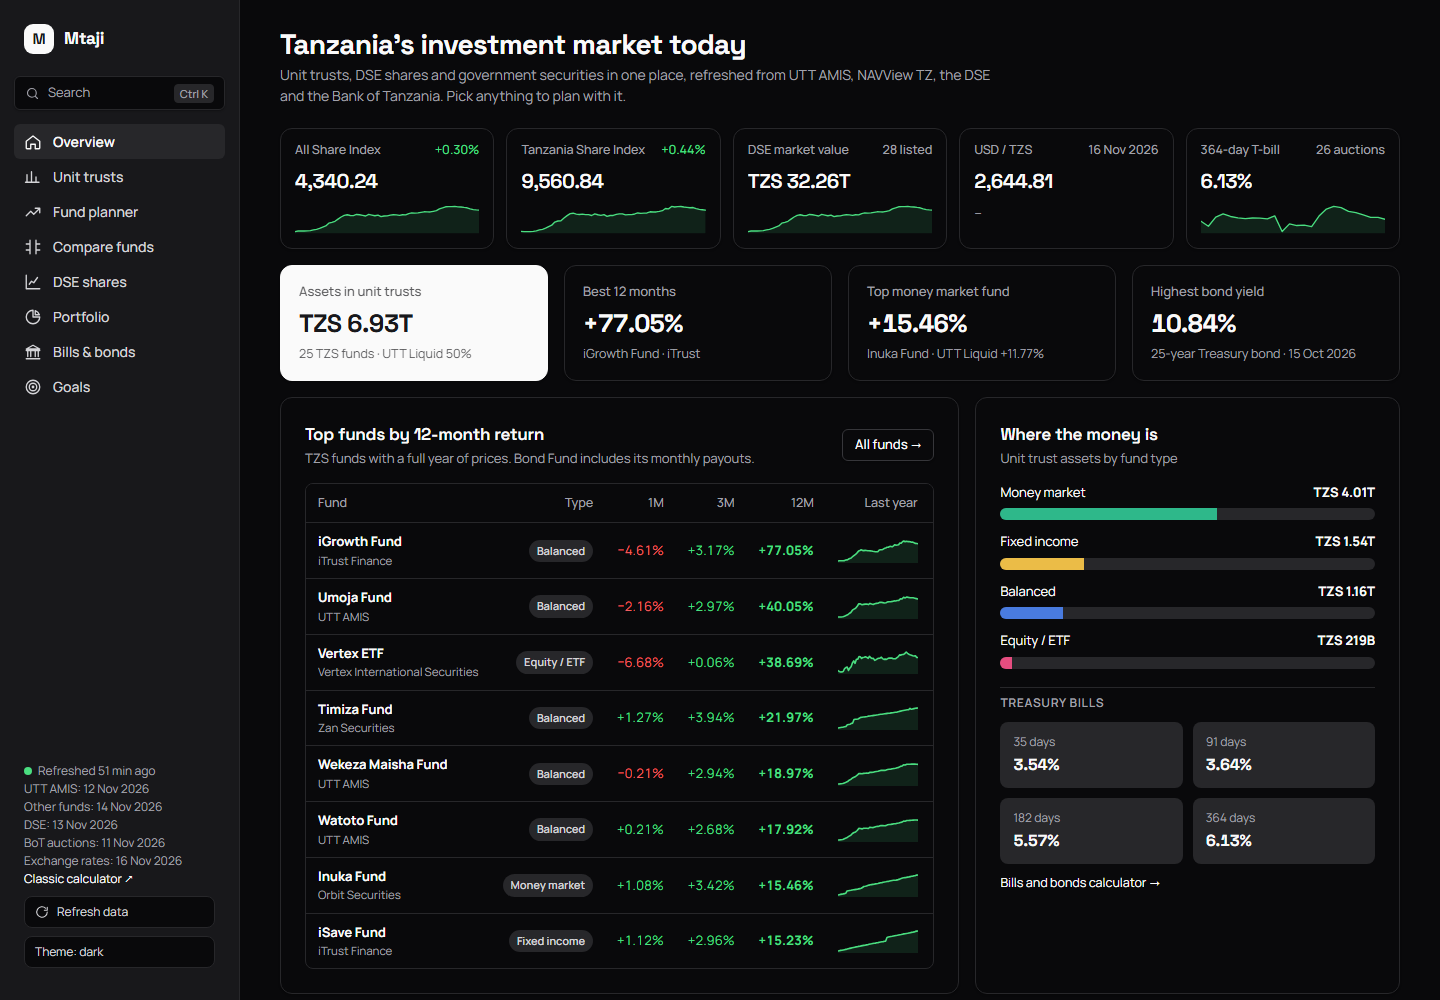 M Mtaji
Search Ctrl K
Overview
Unit trusts
Fund planner
Compare funds
DSE shares
Portfolio
Bills & bonds
Goals
Refreshed 51 min ago
UTT AMIS: 12 Nov 2026
Other funds: 14 Nov 2026
DSE: 13 Nov 2026
BoT auctions: 11 Nov 2026
Exchange rates: 16 Nov 2026
Classic calculator ↗
Refresh data
Theme: dark
Tanzania's investment market today
Unit trusts, DSE shares and government securities in one place, refreshed from UTT AMIS, NAVView TZ, the DSE
and the Bank of Tanzania. Pick anything to plan with it.
All Share Index +0.30%
4,340.24
Tanzania Share Index +0.44%
9,560.84
DSE market value 28 listed
TZS 32.26T
USD / TZS 16 Nov 2026
2,644.81
–
364-day T-bill 26 auctions
6.13%
Assets in unit trusts
TZS 6.93T
25 TZS funds · UTT Liquid 50%
Best 12 months
+77.05%
iGrowth Fund · iTrust
Top money market fund
+15.46%
Inuka Fund · UTT Liquid +11.77%
Highest bond yield
10.84%
25-year Treasury bond · 15 Oct 2026
Top funds by 12-month return
TZS funds with a full year of prices. Bond Fund includes its monthly payouts.
All funds →
Fund Type 1M 3M 12M Last year
iGrowth Fund
iTrust Finance
Balanced −4.61% +3.17% +77.05%
Umoja Fund
UTT AMIS
Balanced −2.16% +2.97% +40.05%
Vertex ETF
Vertex International Securities
Equity / ETF −6.68% +0.06% +38.69%
Timiza Fund
Zan Securities
Balanced +1.27% +3.94% +21.97%
Wekeza Maisha Fund
UTT AMIS
Balanced −0.21% +2.94% +18.97%
Watoto Fund
UTT AMIS
Balanced +0.21% +2.68% +17.92%
Inuka Fund
Orbit Securities
Money market +1.08% +3.42% +15.46%
iSave Fund
iTrust Finance
Fixed income +1.12% +2.96% +15.23%
Where the money is
Unit trust assets by fund type
Money market TZS 4.01T
Fixed income TZS 1.54T
Balanced TZS 1.16T
Equity / ETF TZS 219B
TREASURY BILLS
35 days
3.54%
91 days
3.64%
182 days
5.57%
364 days
6.13%
Bills and bonds calculator →